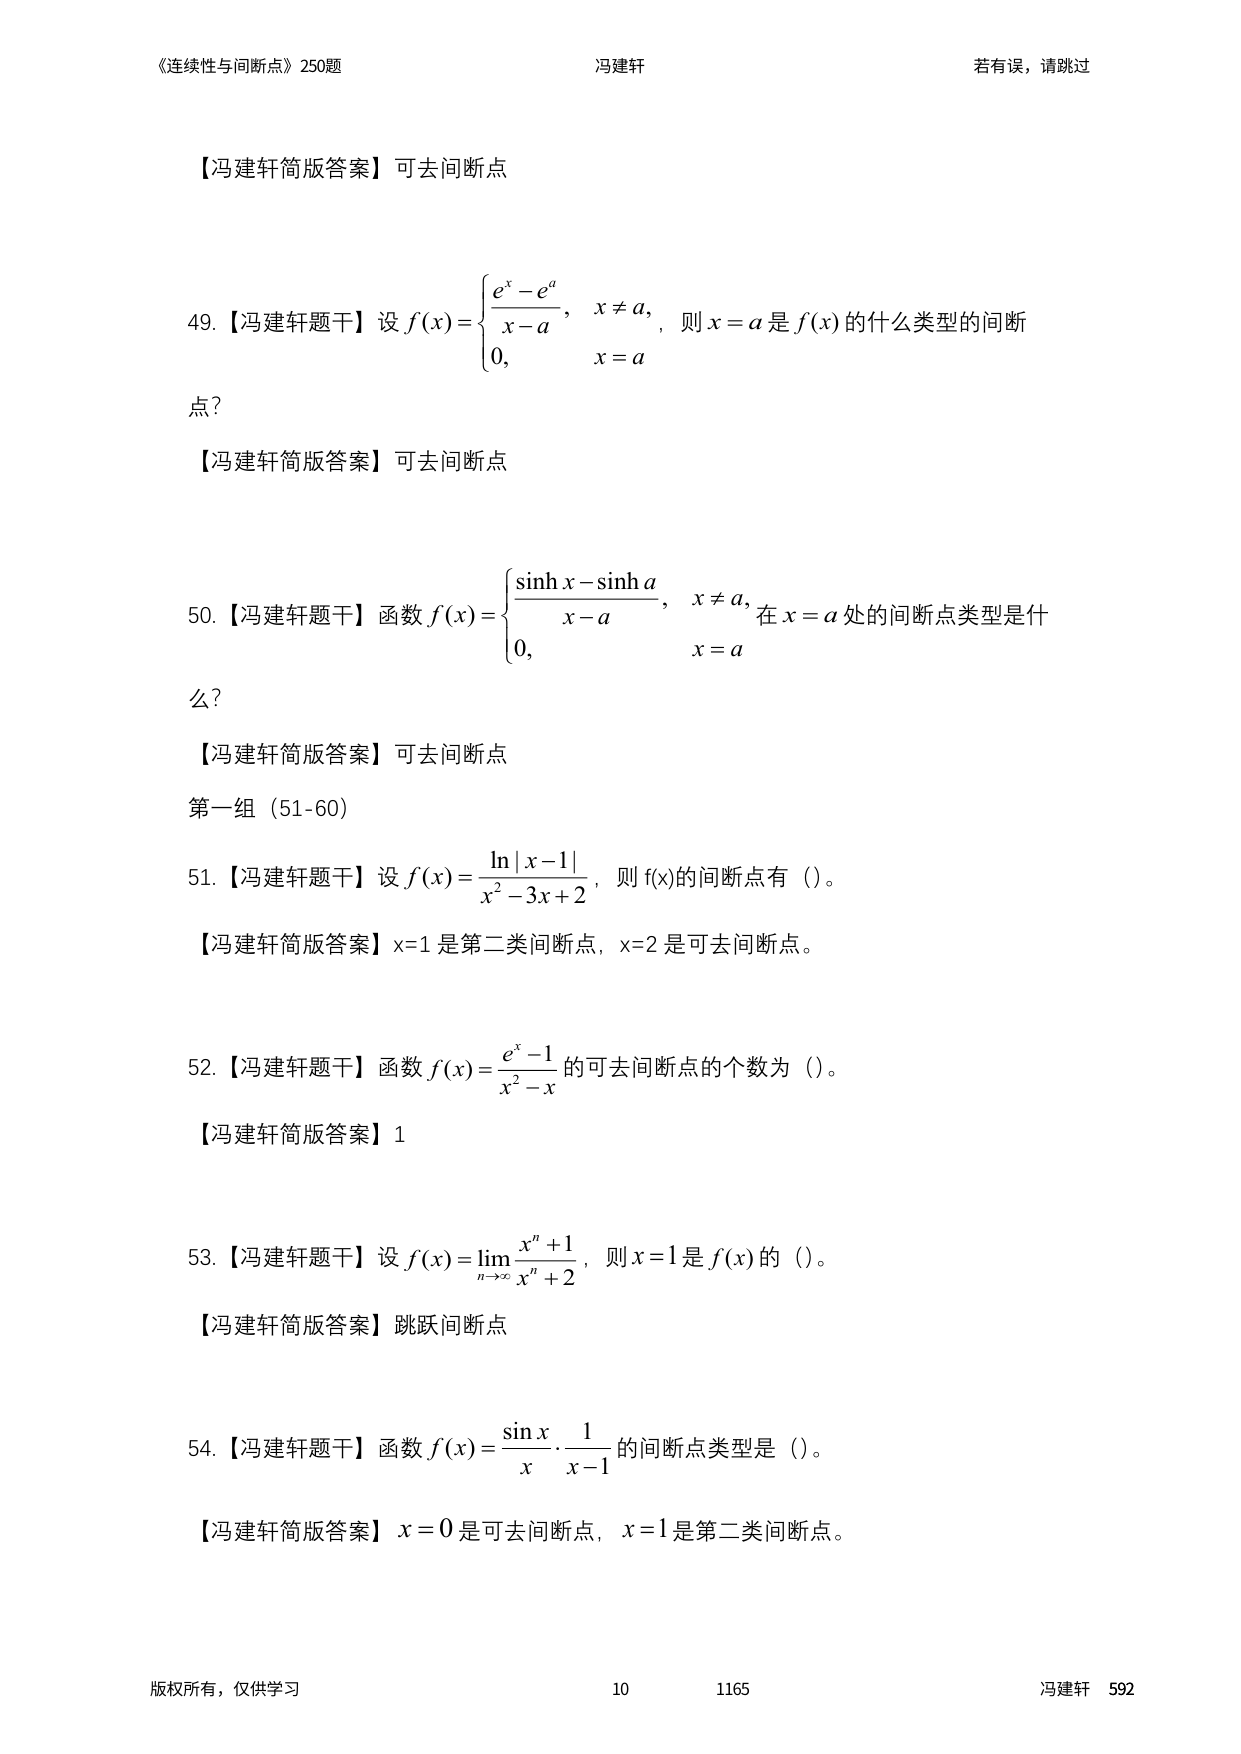 《连续性与间断点》250题 冯建轩 若有误，请跳过
【冯建轩简版答案】可去间断点
49.【冯建轩题干】设 f(x) = { (e^x − e^a)/(x − a), x ≠ a, 0, x = a ，则 x = a 是 f(x) 的什么类型的间断
点？
【冯建轩简版答案】可去间断点
50.【冯建轩题干】函数 f(x) = { (sinh x − sinh a)/(x − a), x ≠ a, 0, x = a 在 x = a 处的间断点类型是什
么？
【冯建轩简版答案】可去间断点
第一组（51-60）
51.【冯建轩题干】设 f(x) = ln | x − 1 | / (x² − 3x + 2)，则 f(x)的间断点有（）。
【冯建轩简版答案】x=1 是第二类间断点，x=2 是可去间断点。
52.【冯建轩题干】函数 f(x) = (e^x − 1)/(x² − x) 的可去间断点的个数为（）。
【冯建轩简版答案】1
53.【冯建轩题干】设 f(x) = lim n→∞ (x^n + 1)/(x^n + 2)，则 x = 1 是 f(x) 的（）。
【冯建轩简版答案】跳跃间断点
54.【冯建轩题干】函数 f(x) = sin x / x · 1/(x − 1) 的间断点类型是（）。
【冯建轩简版答案】 x = 0 是可去间断点， x = 1 是第二类间断点。
版权所有，仅供学习 10 1165 冯建轩 592